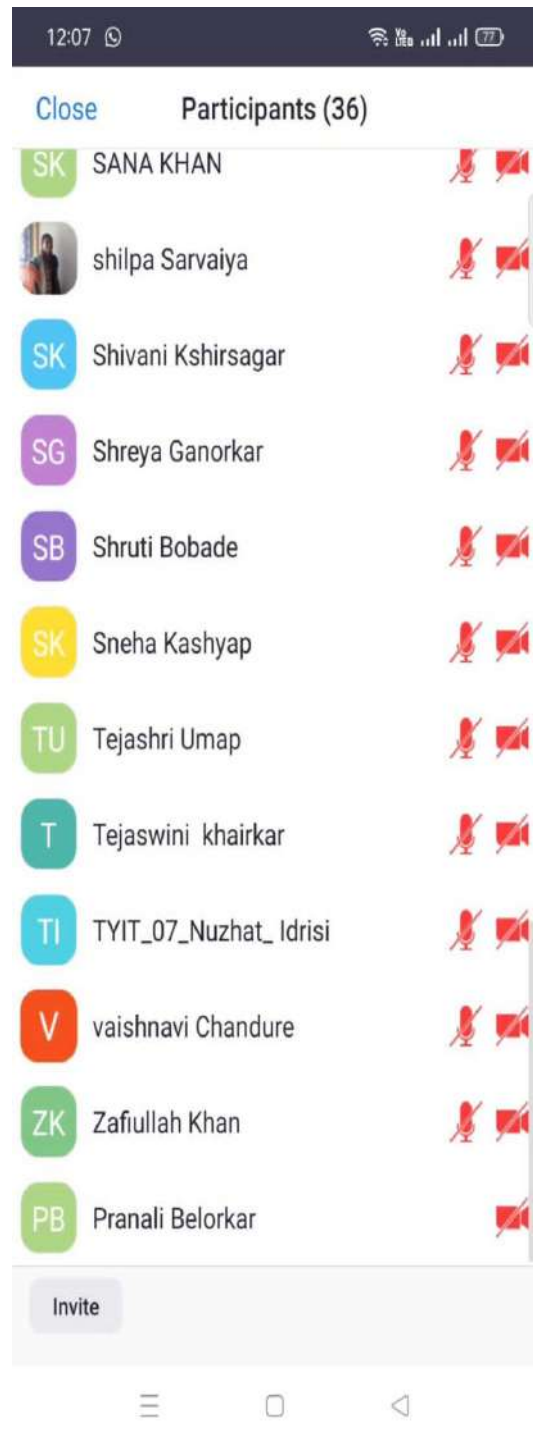 12:07 77
Close Participants (36)
SK SANA KHAN
shilpa Sarvaiya
SK Shivani Kshirsagar
SG Shreya Ganorkar
SB Shruti Bobade
SK Sneha Kashyap
TU Tejashri Umap
T Tejaswini khairkar
TI TYIT_07_Nuzhat_ Idrisi
V vaishnavi Chandure
ZK Zafiullah Khan
PB Pranali Belorkar
Invite